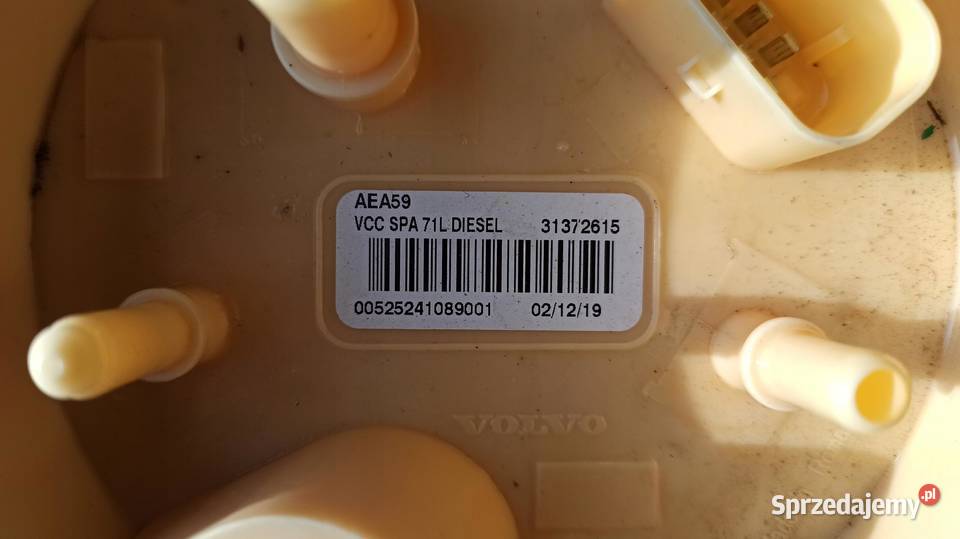 AEA59
VCC SPA 71L DIESEL 31372615
00525241089001 02/12/19
VOLVO
Sprzedajemy.pl